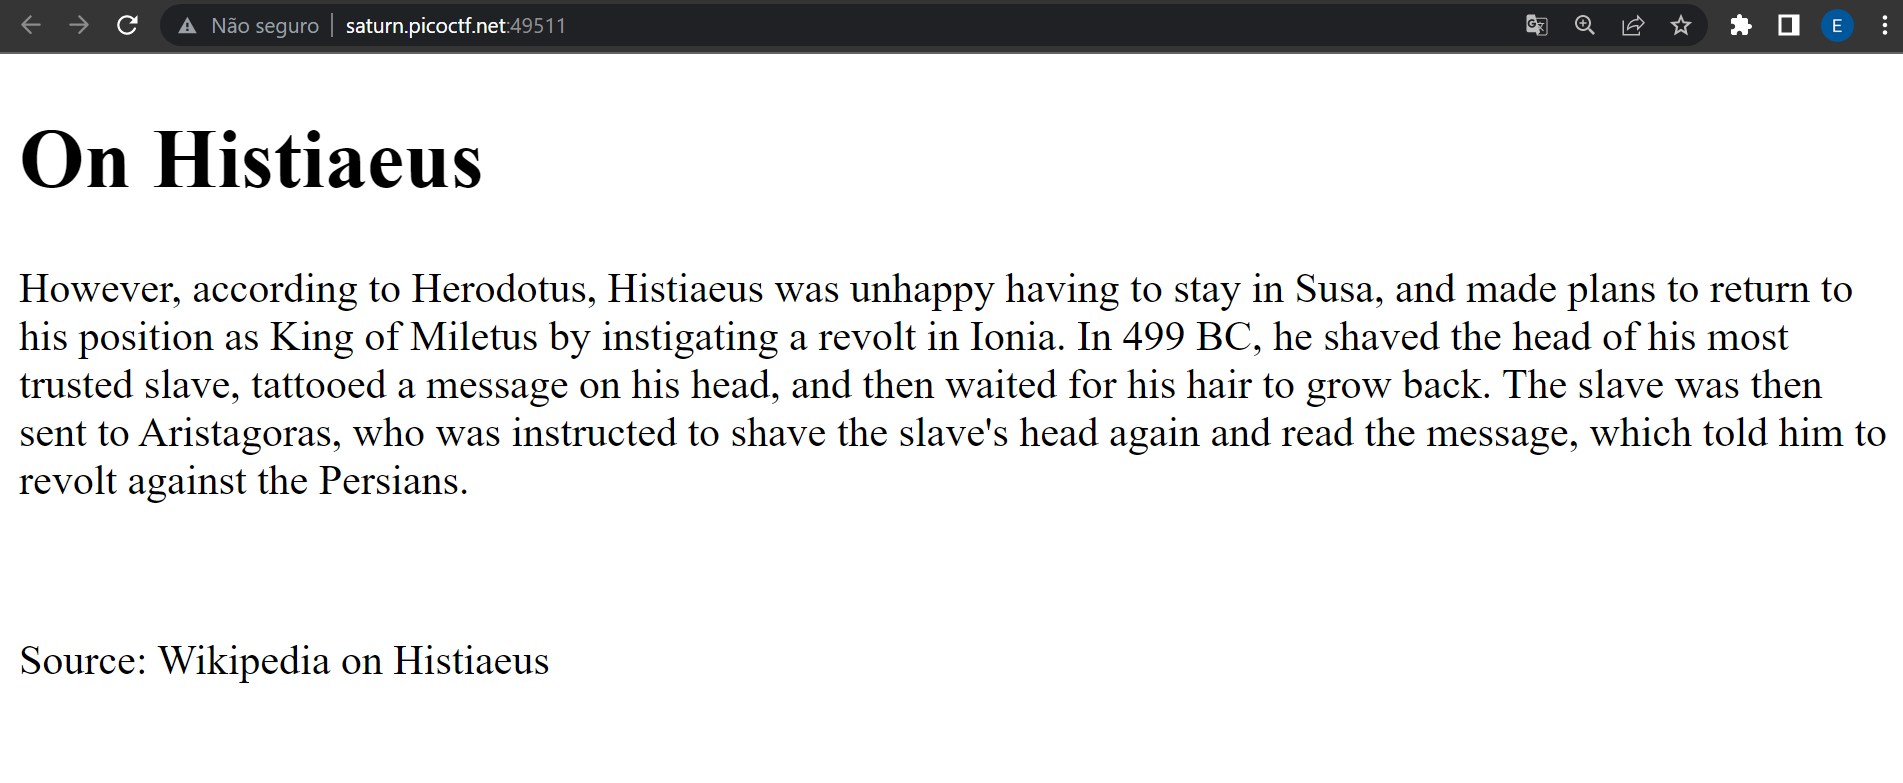 Não seguro | saturn.picoctf.net:49511
E
On Histiaeus
However, according to Herodotus, Histiaeus was unhappy having to stay in Susa, and made plans to return to
his position as King of Miletus by instigating a revolt in Ionia. In 499 BC, he shaved the head of his most
trusted slave, tattooed a message on his head, and then waited for his hair to grow back. The slave was then
sent to Aristagoras, who was instructed to shave the slave's head again and read the message, which told him to
revolt against the Persians.
Source: Wikipedia on Histiaeus